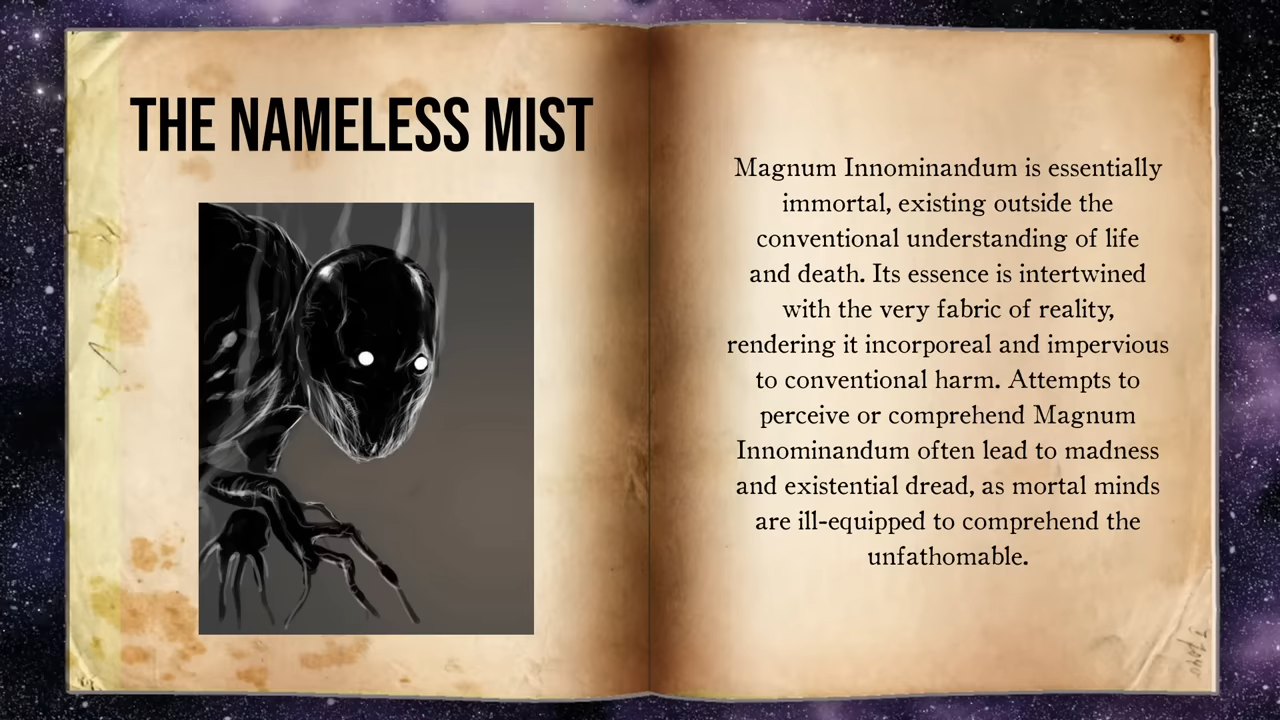 THE NAMELESS MIST
Magnum Innominandum is essentially
immortal, existing outside the
conventional understanding of life
and death. Its essence is intertwined
with the very fabric of reality,
rendering it incorporeal and impervious
to conventional harm. Attempts to
perceive or comprehend Magnum
Innominandum often lead to madness
and existential dread, as mortal minds
are ill-equipped to comprehend the
unfathomable.